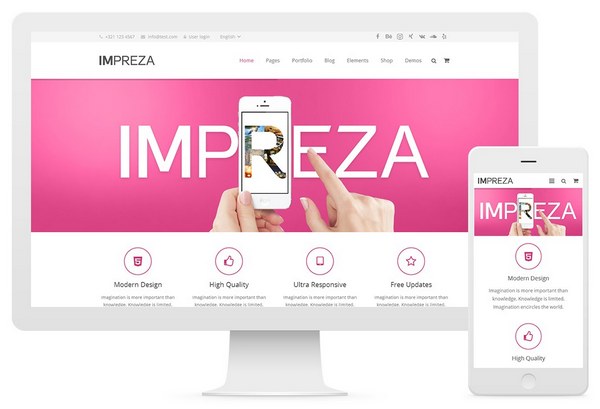 +321 123 4567 info@test.com User login English
IMPREZA
Home Pages Portfolio Blog Elements Shop Demos
IMPREZA
Modern Design High Quality Ultra Responsive Free Updates
Imagination is more important than Imagination is more important than Imagination is more important than Imagination is more important than
knowledge. Knowledge is limited. knowledge. Knowledge is limited. knowledge. Knowledge is limited. knowledge. Knowledge is limited.
IMPREZA
IMPREZA
Modern Design
Imagination is more important than
knowledge. Knowledge is limited.
Imagination encircles the world.
High Quality